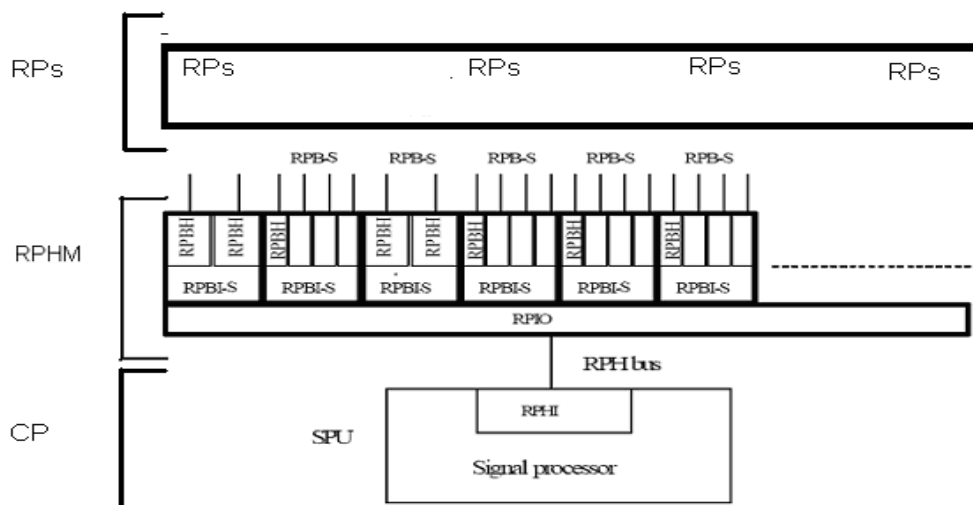 RPs
RPs RPs RPs RPs
RPB-S RPB-S RPB-S RPB-S RPB-S
RPHM
RPBH RPBH RPBH RPBH RPBH RPBH RPBH RPBH
RPBI-S RPBI-S RPBI-S RPBI-S RPBI-S RPBI-S
RPIO
RPH bus
RPHI
CP
SPU
Signal processor